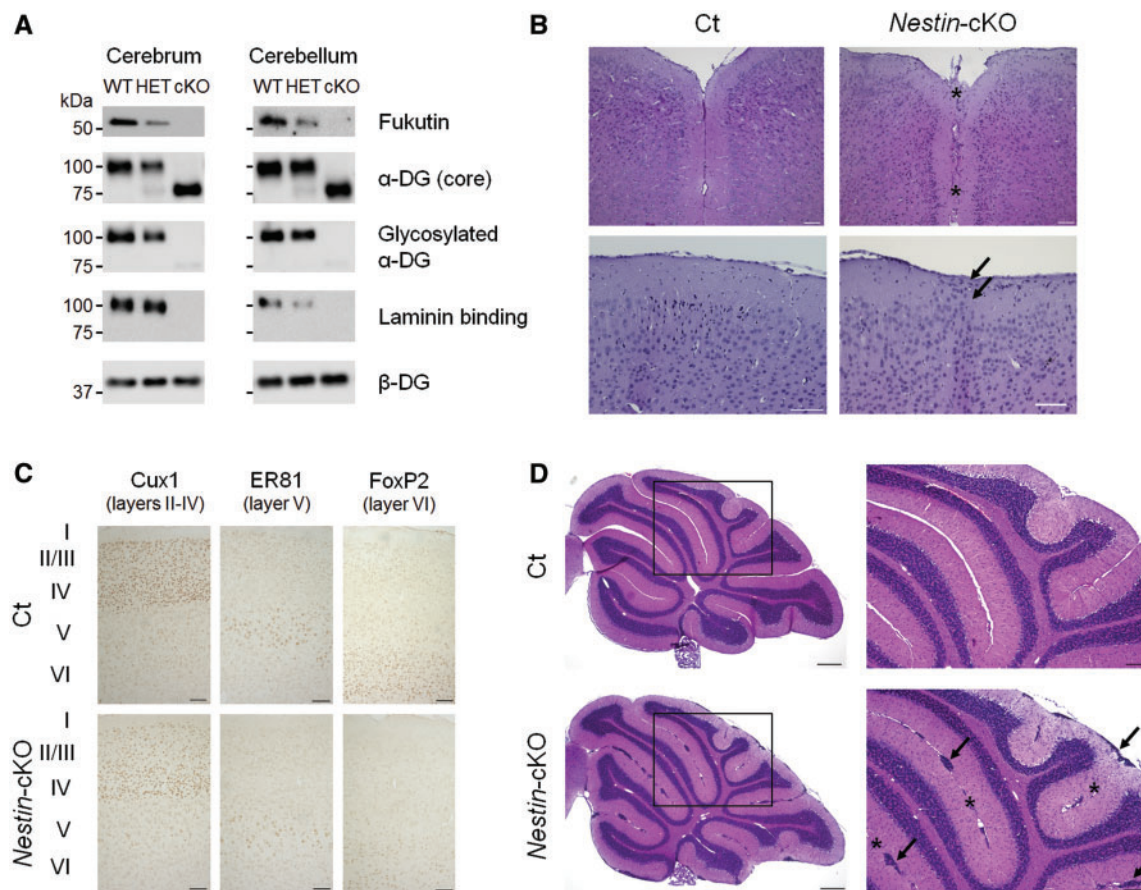 A
Cerebrum Cerebellum
WT HET cKO WT HET cKO
kDa
50
Fukutin
100
75
α-DG (core)
100
75
Glycosylated
α-DG
100
75
Laminin binding
37
β-DG
B
Ct Nestin-cKO
*
*
C
Cux1 ER81 FoxP2
(layers II-IV) (layer V) (layer VI)
Ct
I
II/III
IV
V
VI
Nestin-cKO
I
II/III
IV
V
VI
D
Ct
Nestin-cKO
*
*
*